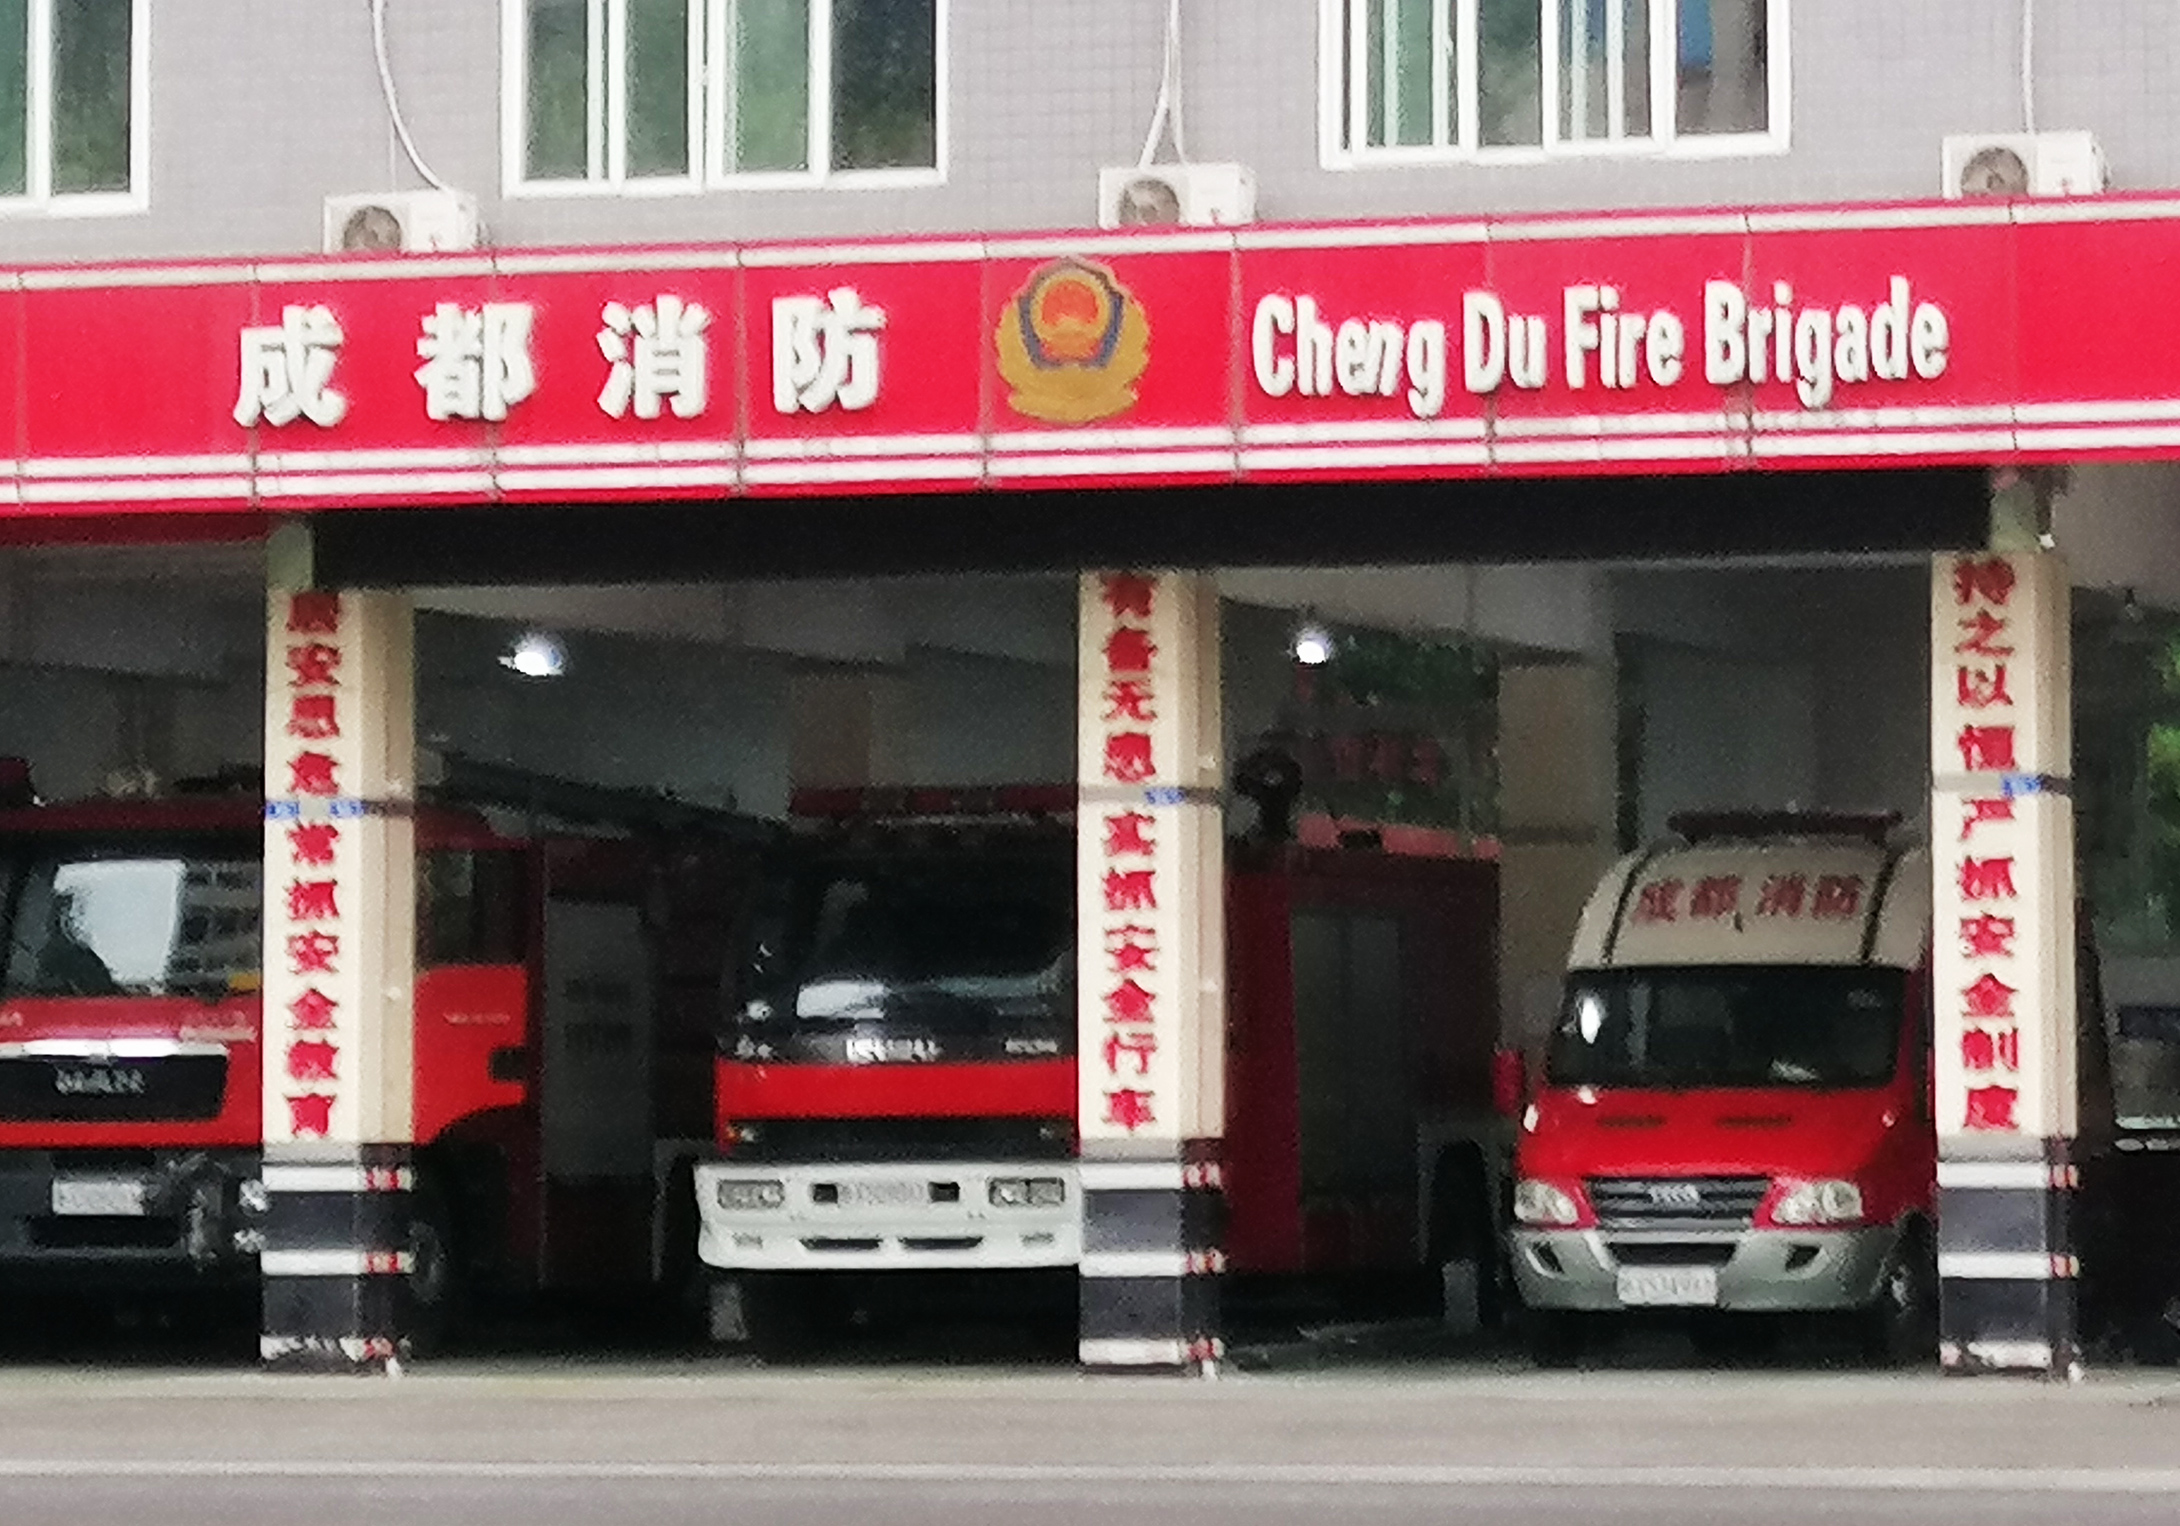 成都消防
Cheng Du Fire Brigade
居安思危 常抓安全教育
有备无患 真抓安全行车
持之以恒 严抓安全制度
成都消防
MAN